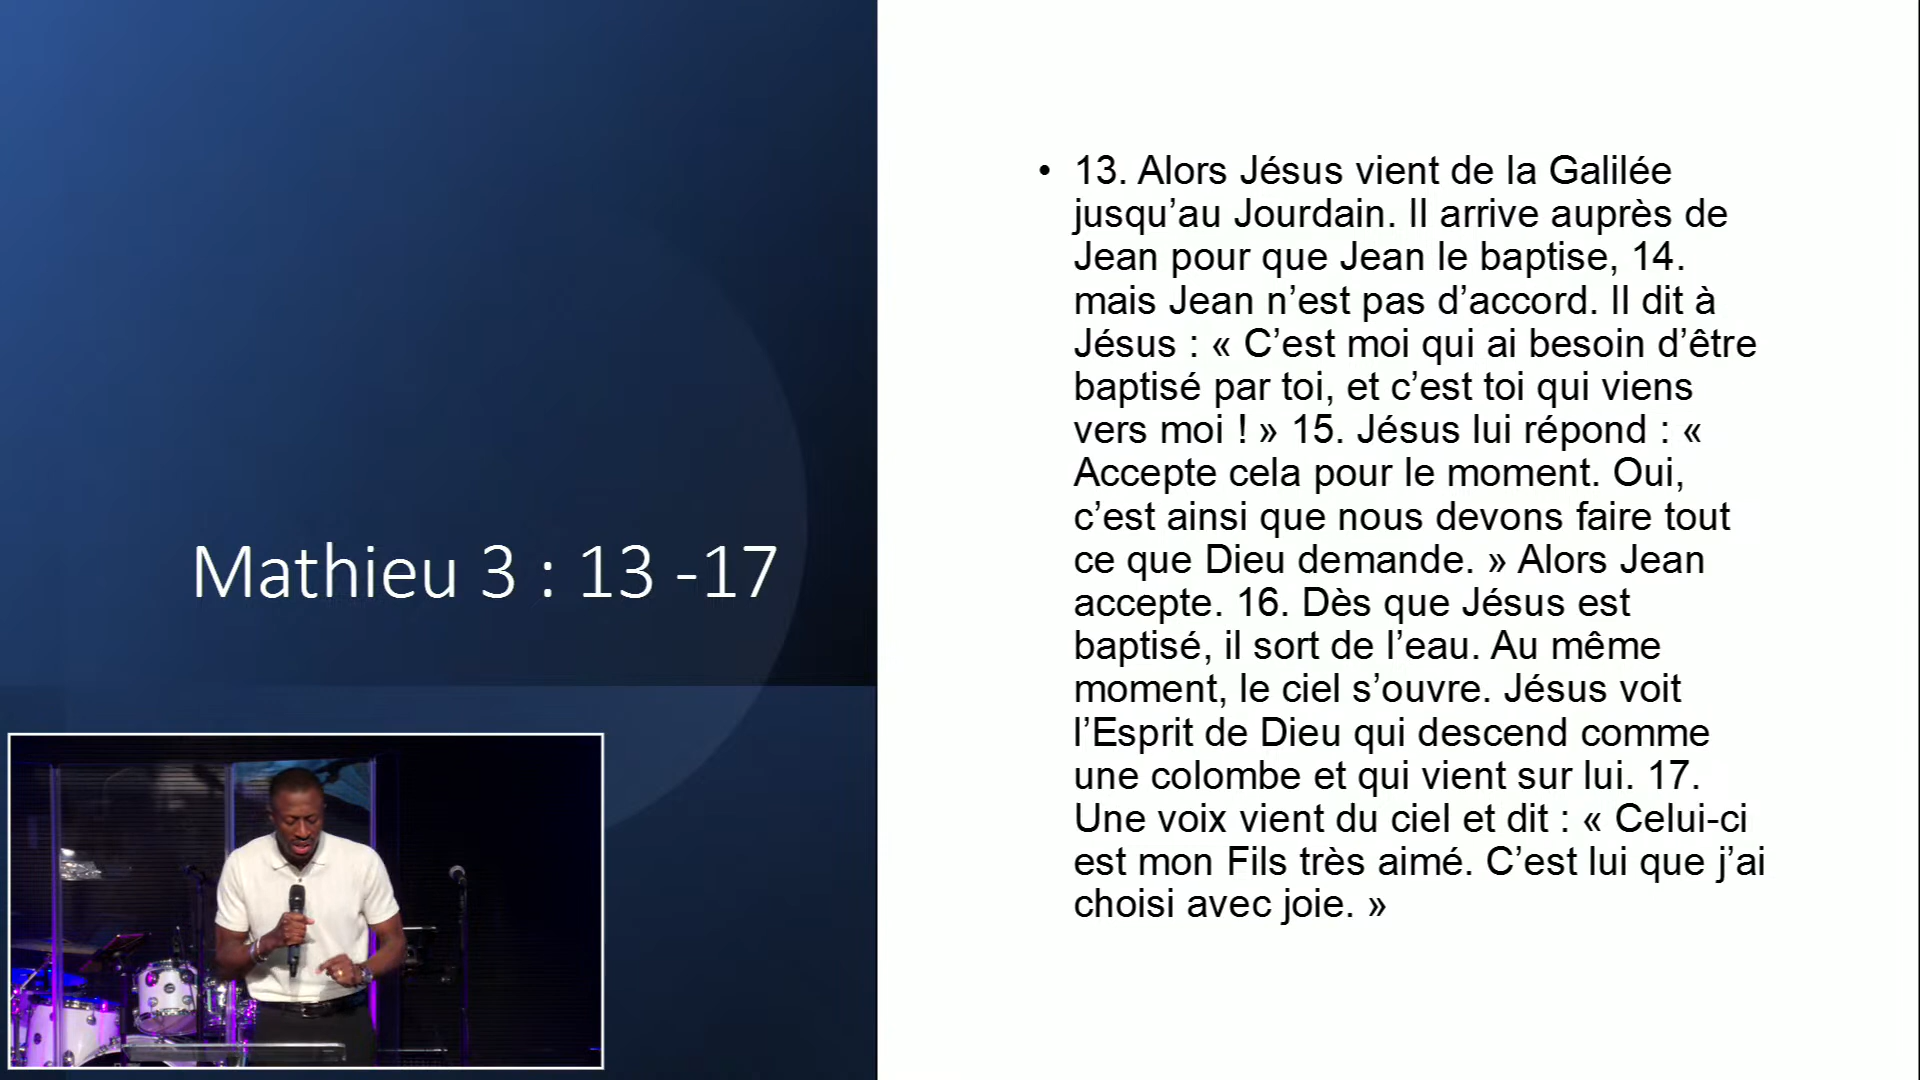 Mathieu 3 : 13 -17
• 13. Alors Jésus vient de la Galilée
jusqu’au Jourdain. Il arrive auprès de
Jean pour que Jean le baptise, 14.
mais Jean n’est pas d’accord. Il dit à
Jésus : « C’est moi qui ai besoin d’être
baptisé par toi, et c’est toi qui viens
vers moi ! » 15. Jésus lui répond : «
Accepte cela pour le moment. Oui,
c’est ainsi que nous devons faire tout
ce que Dieu demande. » Alors Jean
accepte. 16. Dès que Jésus est
baptisé, il sort de l’eau. Au même
moment, le ciel s’ouvre. Jésus voit
l’Esprit de Dieu qui descend comme
une colombe et qui vient sur lui. 17.
Une voix vient du ciel et dit : « Celui-ci
est mon Fils très aimé. C’est lui que j’ai
choisi avec joie. »